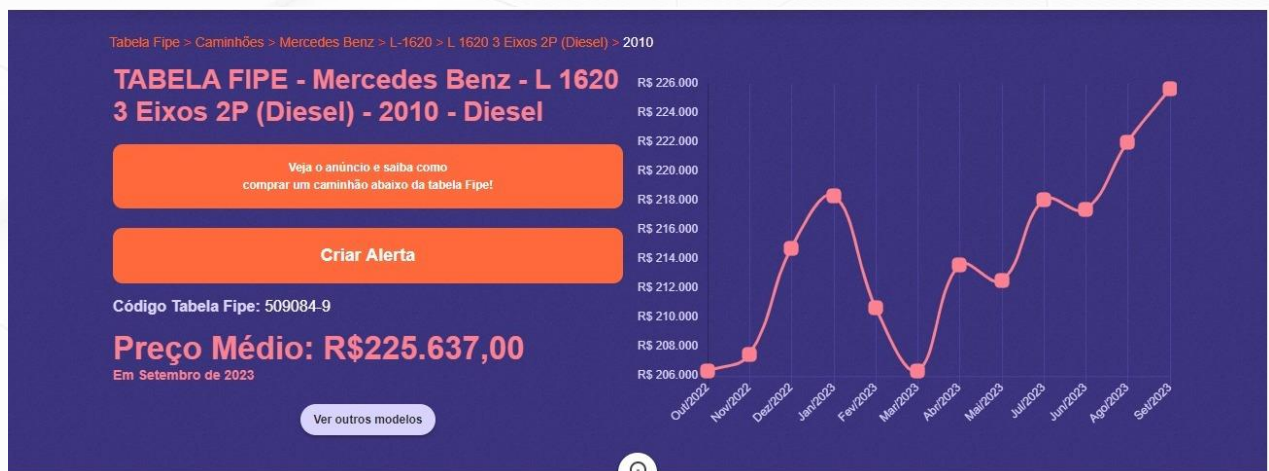 Tabela Fipe > Caminhões > Mercedes Benz > L-1620 > L 1620 3 Eixos 2P (Diesel) > 2010
TABELA FIPE - Mercedes Benz - L 1620
3 Eixos 2P (Diesel) - 2010 - Diesel
Veja o anúncio e saiba como
comprar um caminhão abaixo da tabela Fipe!
Criar Alerta
Código Tabela Fipe: 509084-9
Preço Médio: R$225.637,00
Em Setembro de 2023
Ver outros modelos
R$ 226.000
R$ 224.000
R$ 222.000
R$ 220.000
R$ 218.000
R$ 216.000
R$ 214.000
R$ 212.000
R$ 210.000
R$ 208.000
R$ 206.000
Out/2022
Nov/2022
Dez/2022
Jan/2023
Fev/2023
Mar/2023
Abr/2023
Mai/2023
Jul/2023
Jun/2023
Ago/2023
Set/2023